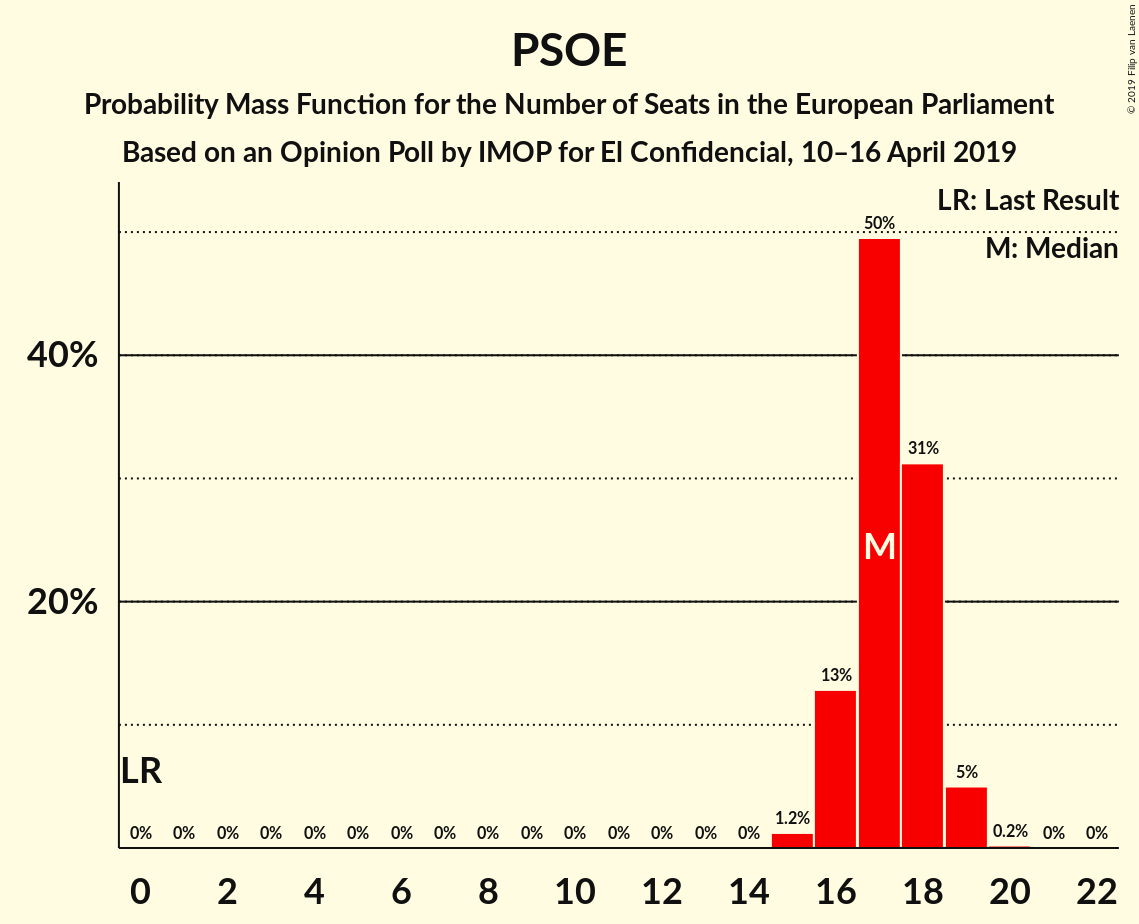 PSOE
Probability Mass Function for the Number of Seats in the European Parliament
Based on an Opinion Poll by IMOP for El Confidencial, 10–16 April 2019
© 2019 Filip van Laenen
LR: Last Result
M: Median
50%
40%
31%
M
20%
13%
LR
5%
1.2%
0% 0% 0% 0% 0% 0% 0% 0% 0% 0% 0% 0% 0% 0% 0% 0.2% 0% 0%
0 2 4 6 8 10 12 14 16 18 20 22